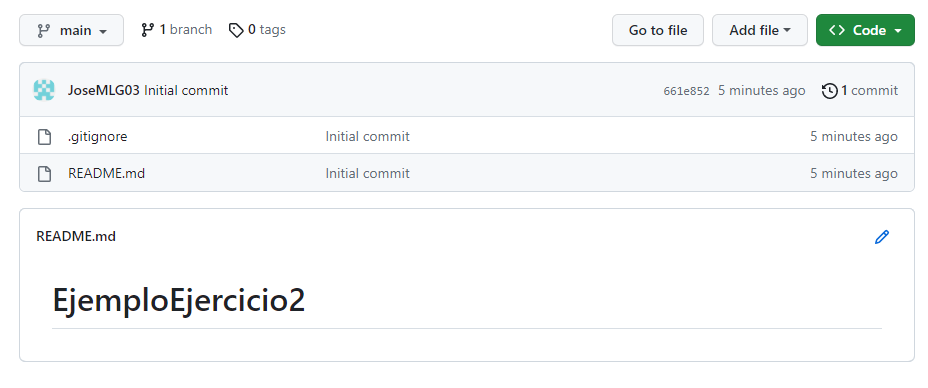 main 1 branch 0 tags Go to file Add file Code
JoseMLG03 Initial commit 661e852 5 minutes ago 1 commit
.gitignore Initial commit 5 minutes ago
README.md Initial commit 5 minutes ago
README.md
EjemploEjercicio2